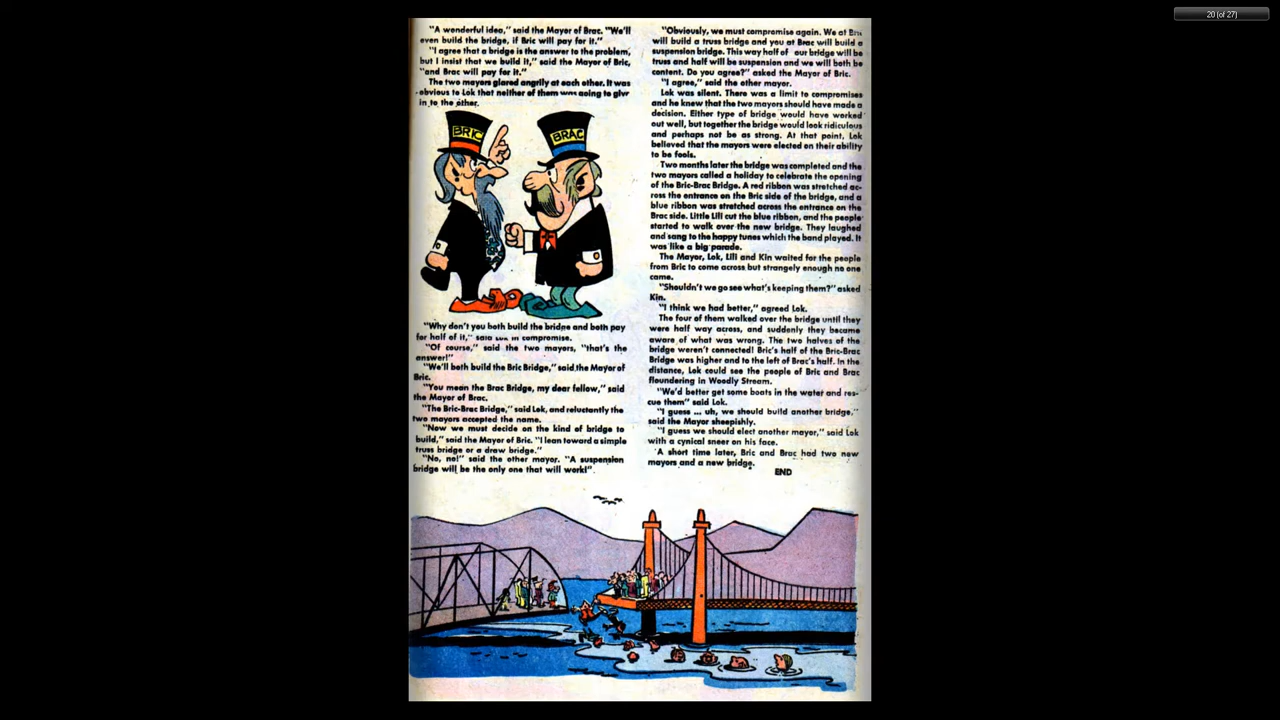 20 (of 27)
"A wonderful idea," said the Mayor of Brac. "We'll
even build the bridge, if Bric will pay for it."
"I agree that a bridge is the answer to the problem,
but I insist that we build it," said the Mayor of Bric,
"and Brac will pay for it."
The two mayors glared angrily at each other. It was
obvious to Lok that neither of them was going to give
in to the other.
BRIC
BRAC
"Why don't you both build the bridge and both pay
for half of it," said Lok in compromise.
"Of course," said the two mayors, "that's the
answer!"
"We'll both build the Bric Bridge," said the Mayor of
Bric.
"You mean the Brac Bridge, my dear fellow," said
the Mayor of Brac.
"The Bric-Brac Bridge," said Lok, and reluctantly the
two mayors accepted the name.
"Now we must decide on the kind of bridge to
build," said the Mayor of Bric. "I lean toward a simple
truss bridge or a draw bridge."
"No, no!" said the other mayor. "A suspension
bridge will be the only one that will work!"
"Obviously, we must compromise again. We at Bric
will build a truss bridge and you at Brac will build a
suspension bridge. This way half of our bridge will be
truss and half will be suspension and we will both be
content. Do you agree?" asked the Mayor of Bric.
"I agree," said the other mayor.
Lok was silent. There was a limit to compromises
and he knew that the two mayors should have made a
decision. Either type of bridge would have worked
out well, but together the bridge would look ridiculous
and perhaps not be as strong. At that point, Lok
believed that the mayors were elected on their ability
to be fools.
Two months later the bridge was completed and the
two mayors called a holiday to celebrate the opening
of the Bric-Brac Bridge. A red ribbon was stretched ac-
ross the entrance on the Bric side of the bridge, and a
blue ribbon was stretched across the entrance on the
Brac side. Little Lili cut the blue ribbon, and the people
started to walk over the new bridge. They laughed
and sang to the happy tunes which the band played. It
was like a big parade.
The Mayor, Lok, Lili and Kin waited for the people
from Bric to come across but strangely enough no one
came.
"Shouldn't we go see what's keeping them?" asked
Kin.
"I think we had better," agreed Lok.
The four of them walked over the bridge until they
were half way across, and suddenly they became
aware of what was wrong. The two halves of the
bridge weren't connected! Bric's half of the Bric-Brac
Bridge was higher and to the left of Brac's half. In the
distance, Lok could see the people of Bric and Brac
floundering in Woodly Stream.
"We'd better get some boats in the water and res-
cue them" said Lok.
"I guess ... uh, we should build another bridge,"
said the Mayor sheepishly.
"I guess we should elect another mayor," said Lok
with a cynical sneer on his face.
A short time later, Bric and Brac had two new
mayors and a new bridge.
END